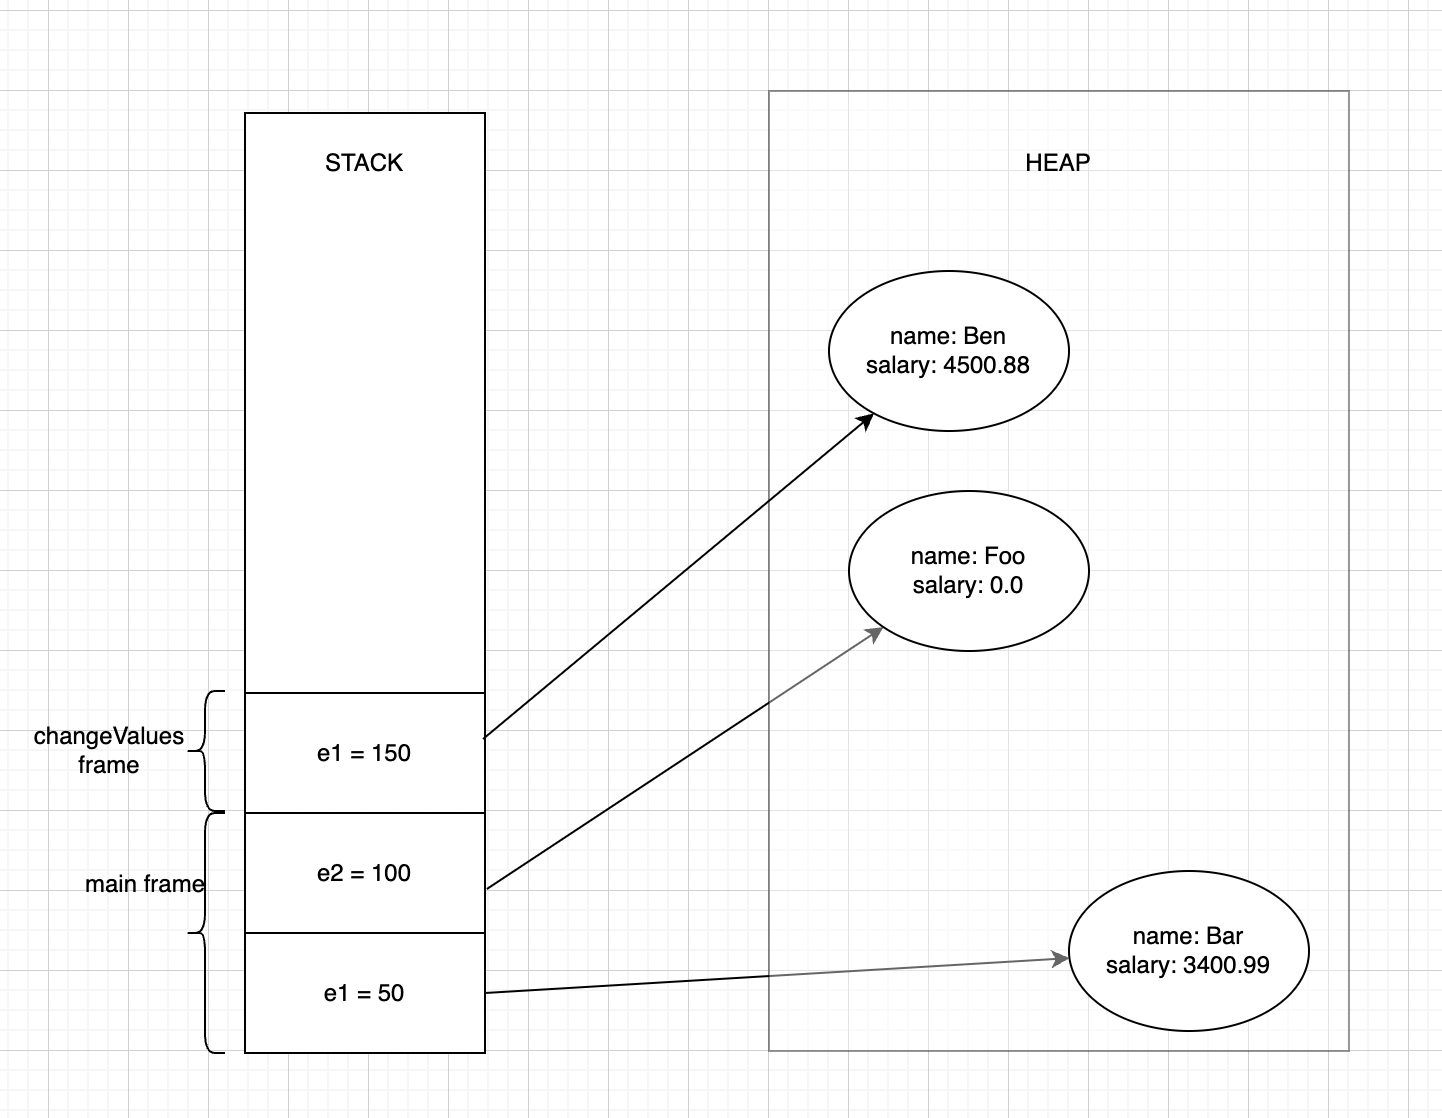 STACK
HEAP
name: Ben
salary: 4500.88
name: Foo
salary: 0.0
changeValues
frame
e1 = 150
main frame
e2 = 100
name: Bar
salary: 3400.99
e1 = 50